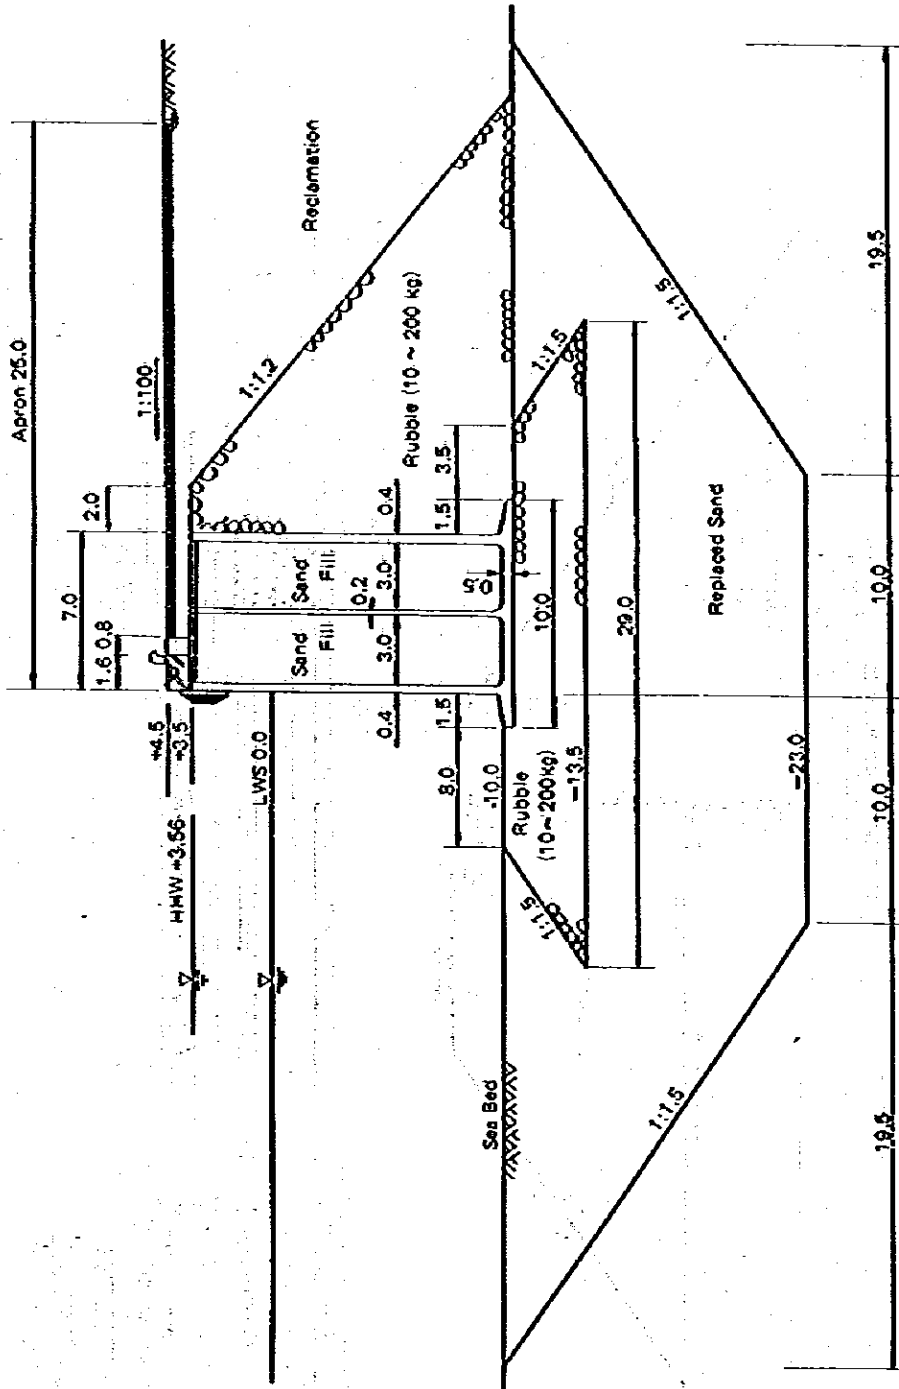 Apron 25.0
1:100
7.0
2.0
1.6 0.8
+4.5
+3.5
HHW +3.56
LWS 0.0
Reclamation
1:1.2
Rubble (10 ~ 200 kg)
Sand
Fill
Sand
Fill
0.4
3.0
0.2
3.0
0.4
1.5
3.5
1.5
8.0
-10.0
0.5
10.0
Rubble
(10~200kg)
-13.5
1:1.5
1:1.5
29.0
Sea Bed
Replaced Sand
1:1.5
1:1.5
-23.0
19.5
10.0
10.0
19.5